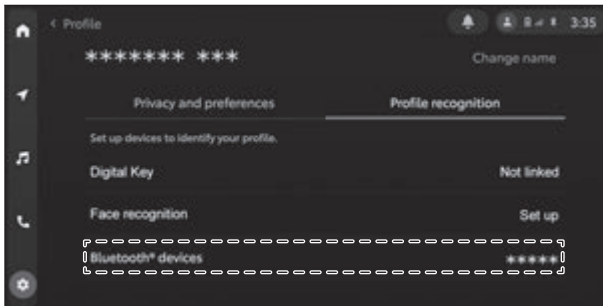 < Profile
3:35
******* ***
Change name
Privacy and preferences
Profile recognition
Set up devices to identify your profile.
Digital Key
Not linked
Face recognition
Set up
Bluetooth® devices
*****